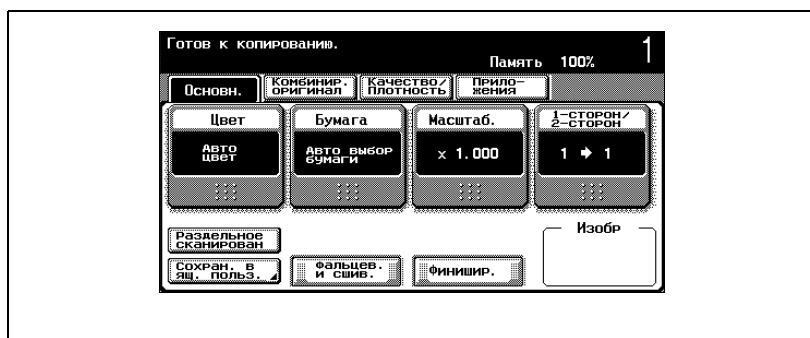 Готов к копированию.
Память 100%
1
Основн.
Комбинир.
оригинал
Качество/
Плотность
Прило-
жения
Цвет
Бумага
Масштаб.
1-сторон/
2-сторон
Авто
цвет
Авто выбор
бумаги
x 1.000
1 ➔ 1
Раздельное
сканирован
Изобр
Сохран. в
ящ. польз.
Фальцев.
и сшив.
Финишир.